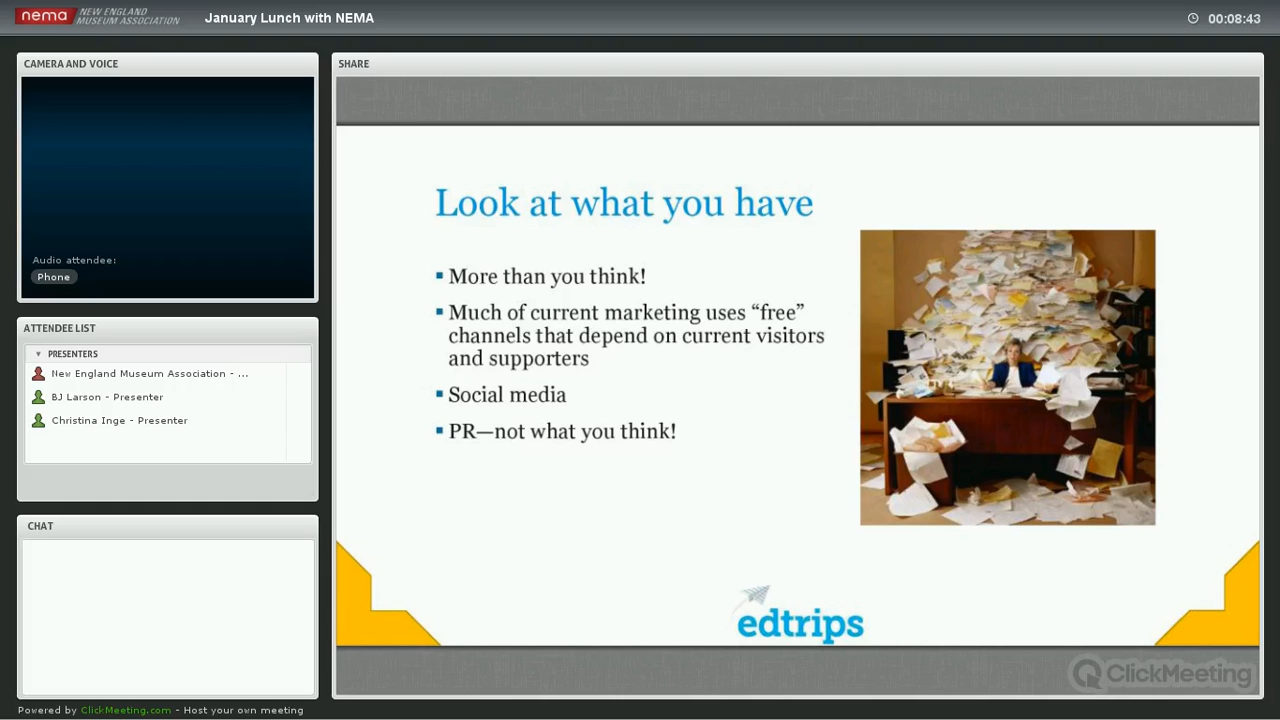 nema NEW ENGLAND
MUSEUM ASSOCIATION
January Lunch with NEMA
00:08:43
CAMERA AND VOICE
Audio attendee:
Phone
ATTENDEE LIST
PRESENTERS
New England Museum Association - ...
BJ Larson - Presenter
Christina Inge - Presenter
CHAT
SHARE
Look at what you have
More than you think!
Much of current marketing uses “free”
channels that depend on current visitors
and supporters
Social media
PR—not what you think!
edtrips
ClickMeeting
Powered by ClickMeeting.com - Host your own meeting